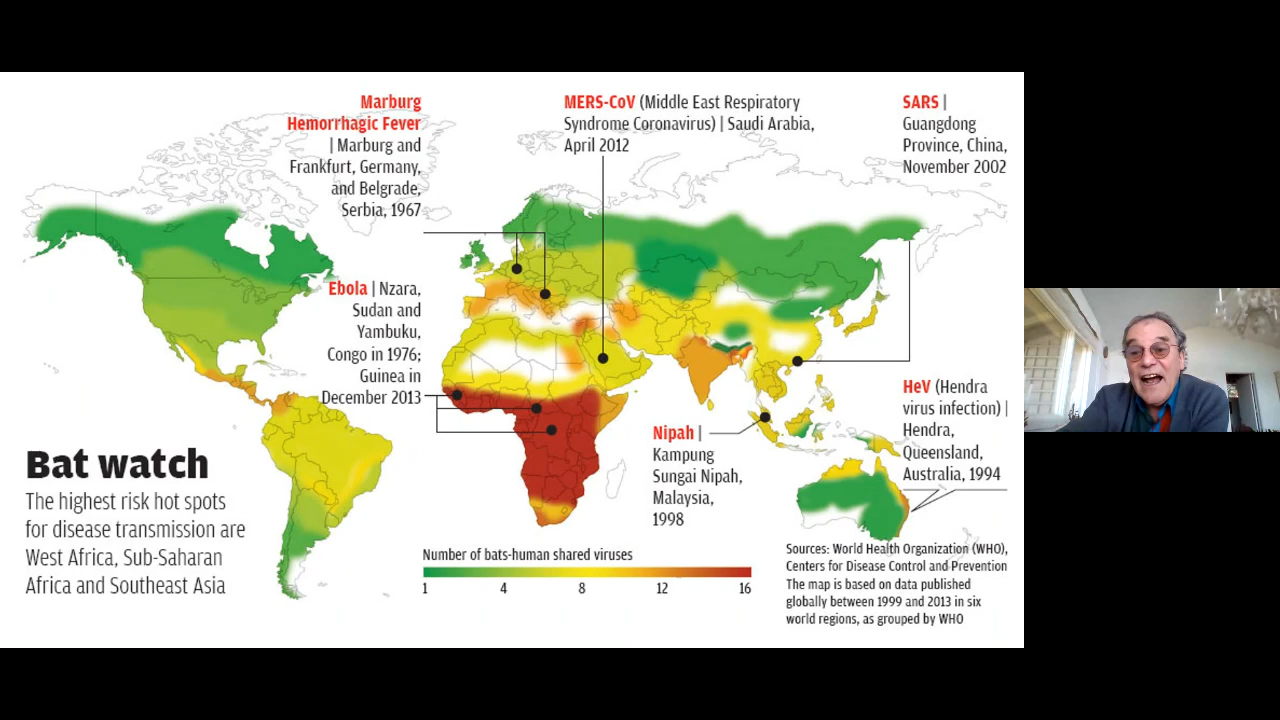 Marburg
Hemorrhagic Fever
| Marburg and
Frankfurt, Germany,
and Belgrade,
Serbia, 1967
MERS-CoV (Middle East Respiratory
Syndrome Coronavirus) | Saudi Arabia,
April 2012
SARS |
Guangdong
Province, China,
November 2002
Ebola | Nzara,
Sudan and
Yambuku,
Congo in 1976;
Guinea in
December 2013
HeV (Hendra
virus infection) |
Hendra,
Queensland,
Australia, 1994
Nipah |
Kampung
Sungai Nipah,
Malaysia,
1998
Bat watch
The highest risk hot spots
for disease transmission are
West Africa, Sub-Saharan
Africa and Southeast Asia
Number of bats-human shared viruses
1 4 8 12 16
Sources: World Health Organization (WHO),
Centers for Disease Control and Prevention
The map is based on data published
globally between 1999 and 2013 in six
world regions, as grouped by WHO